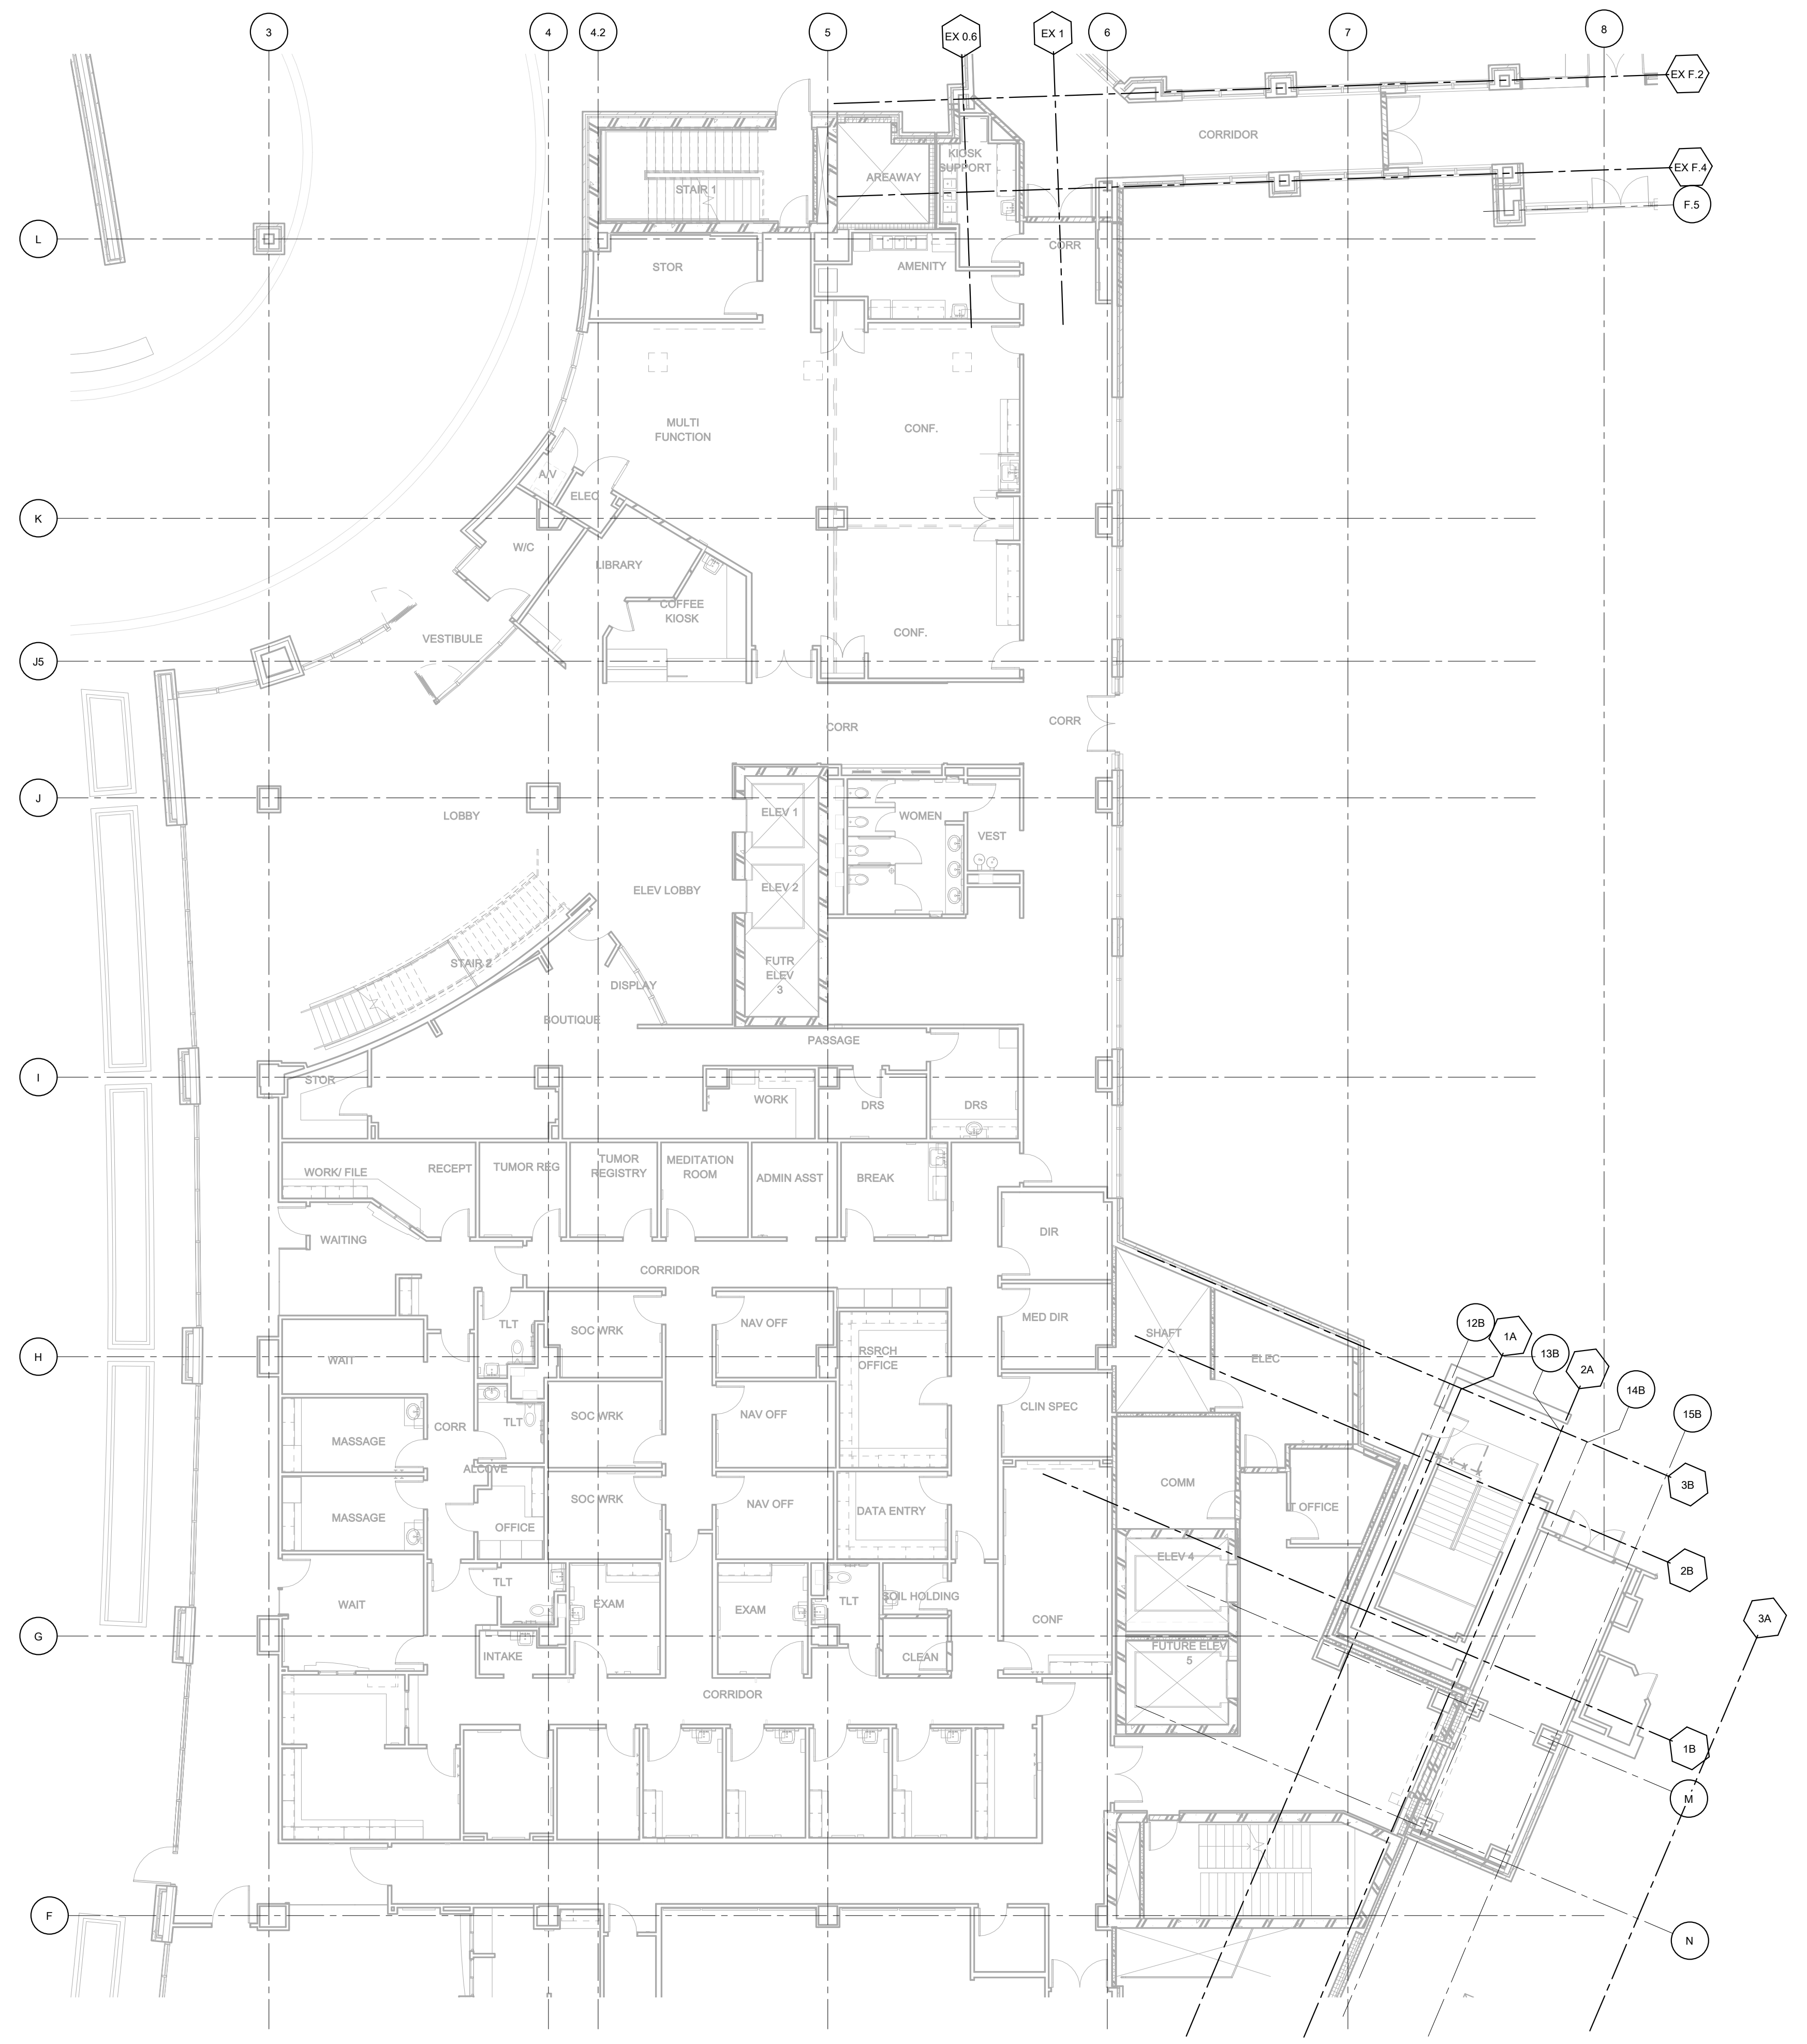 3
4
4.2
5
EX 0.6
EX 1
6
7
8
EX F.2
CORRIDOR
KIOSK
SUPPORT
EX F.4
AREAWAY
STAIR 1
F.5
L
CORR
STOR
AMENITY
MULTI
FUNCTION
CONF.
A/V
ELEC
K
W/C
LIBRARY
COFFEE
KIOSK
VESTIBULE
CONF.
J5
CORR
CORR
J
LOBBY
ELEV 1
WOMEN
VEST
ELEV LOBBY
ELEV 2
STAIR 2
FUTR
ELEV
3
DISPLAY
BOUTIQUE
PASSAGE
I
STOR
WORK
DRS
DRS
WORK/ FILE
RECEPT
TUMOR REG
TUMOR
REGISTRY
MEDITATION
ROOM
ADMIN ASST
BREAK
WAITING
DIR
CORRIDOR
TLT
SOC WRK
NAV OFF
MED DIR
SHAFT
12B
1A
13B
2A
14B
15B
H
WAIT
RSRCH
OFFICE
ELEC
TLT
SOC WRK
NAV OFF
CLIN SPEC
CORR
MASSAGE
ALCOVE
COMM
3B
SOC WRK
NAV OFF
DATA ENTRY
IT OFFICE
MASSAGE
OFFICE
ELEV 4
2B
TLT
EXAM
EXAM
TLT
SOIL HOLDING
WAIT
CONF
3A
G
INTAKE
CLEAN
FUTURE ELEV
5
CORRIDOR
1B
M
F
N